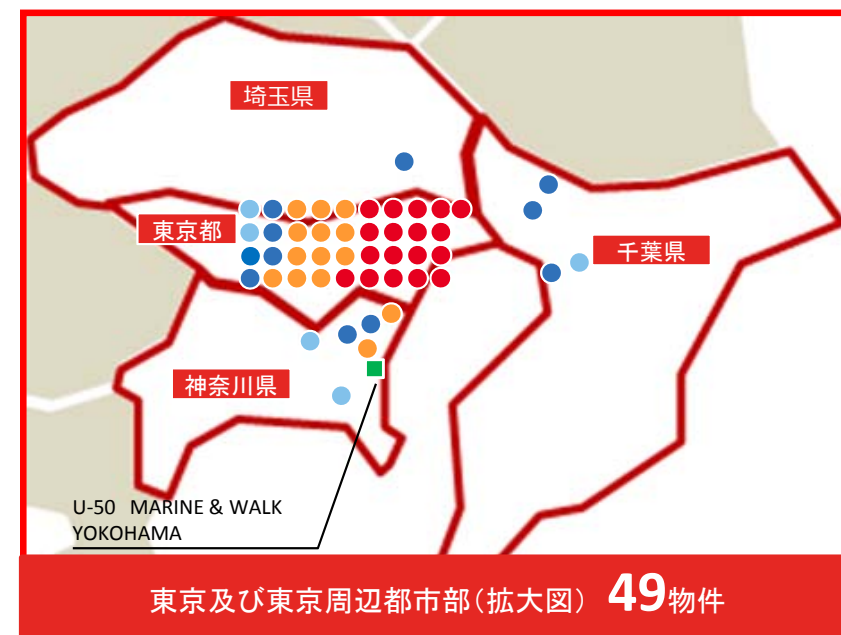 埼玉県
東京都
千葉県
神奈川県
U-50 MARINE & WALK
YOKOHAMA
東京及び東京周辺都市部(拡大図) 49物件